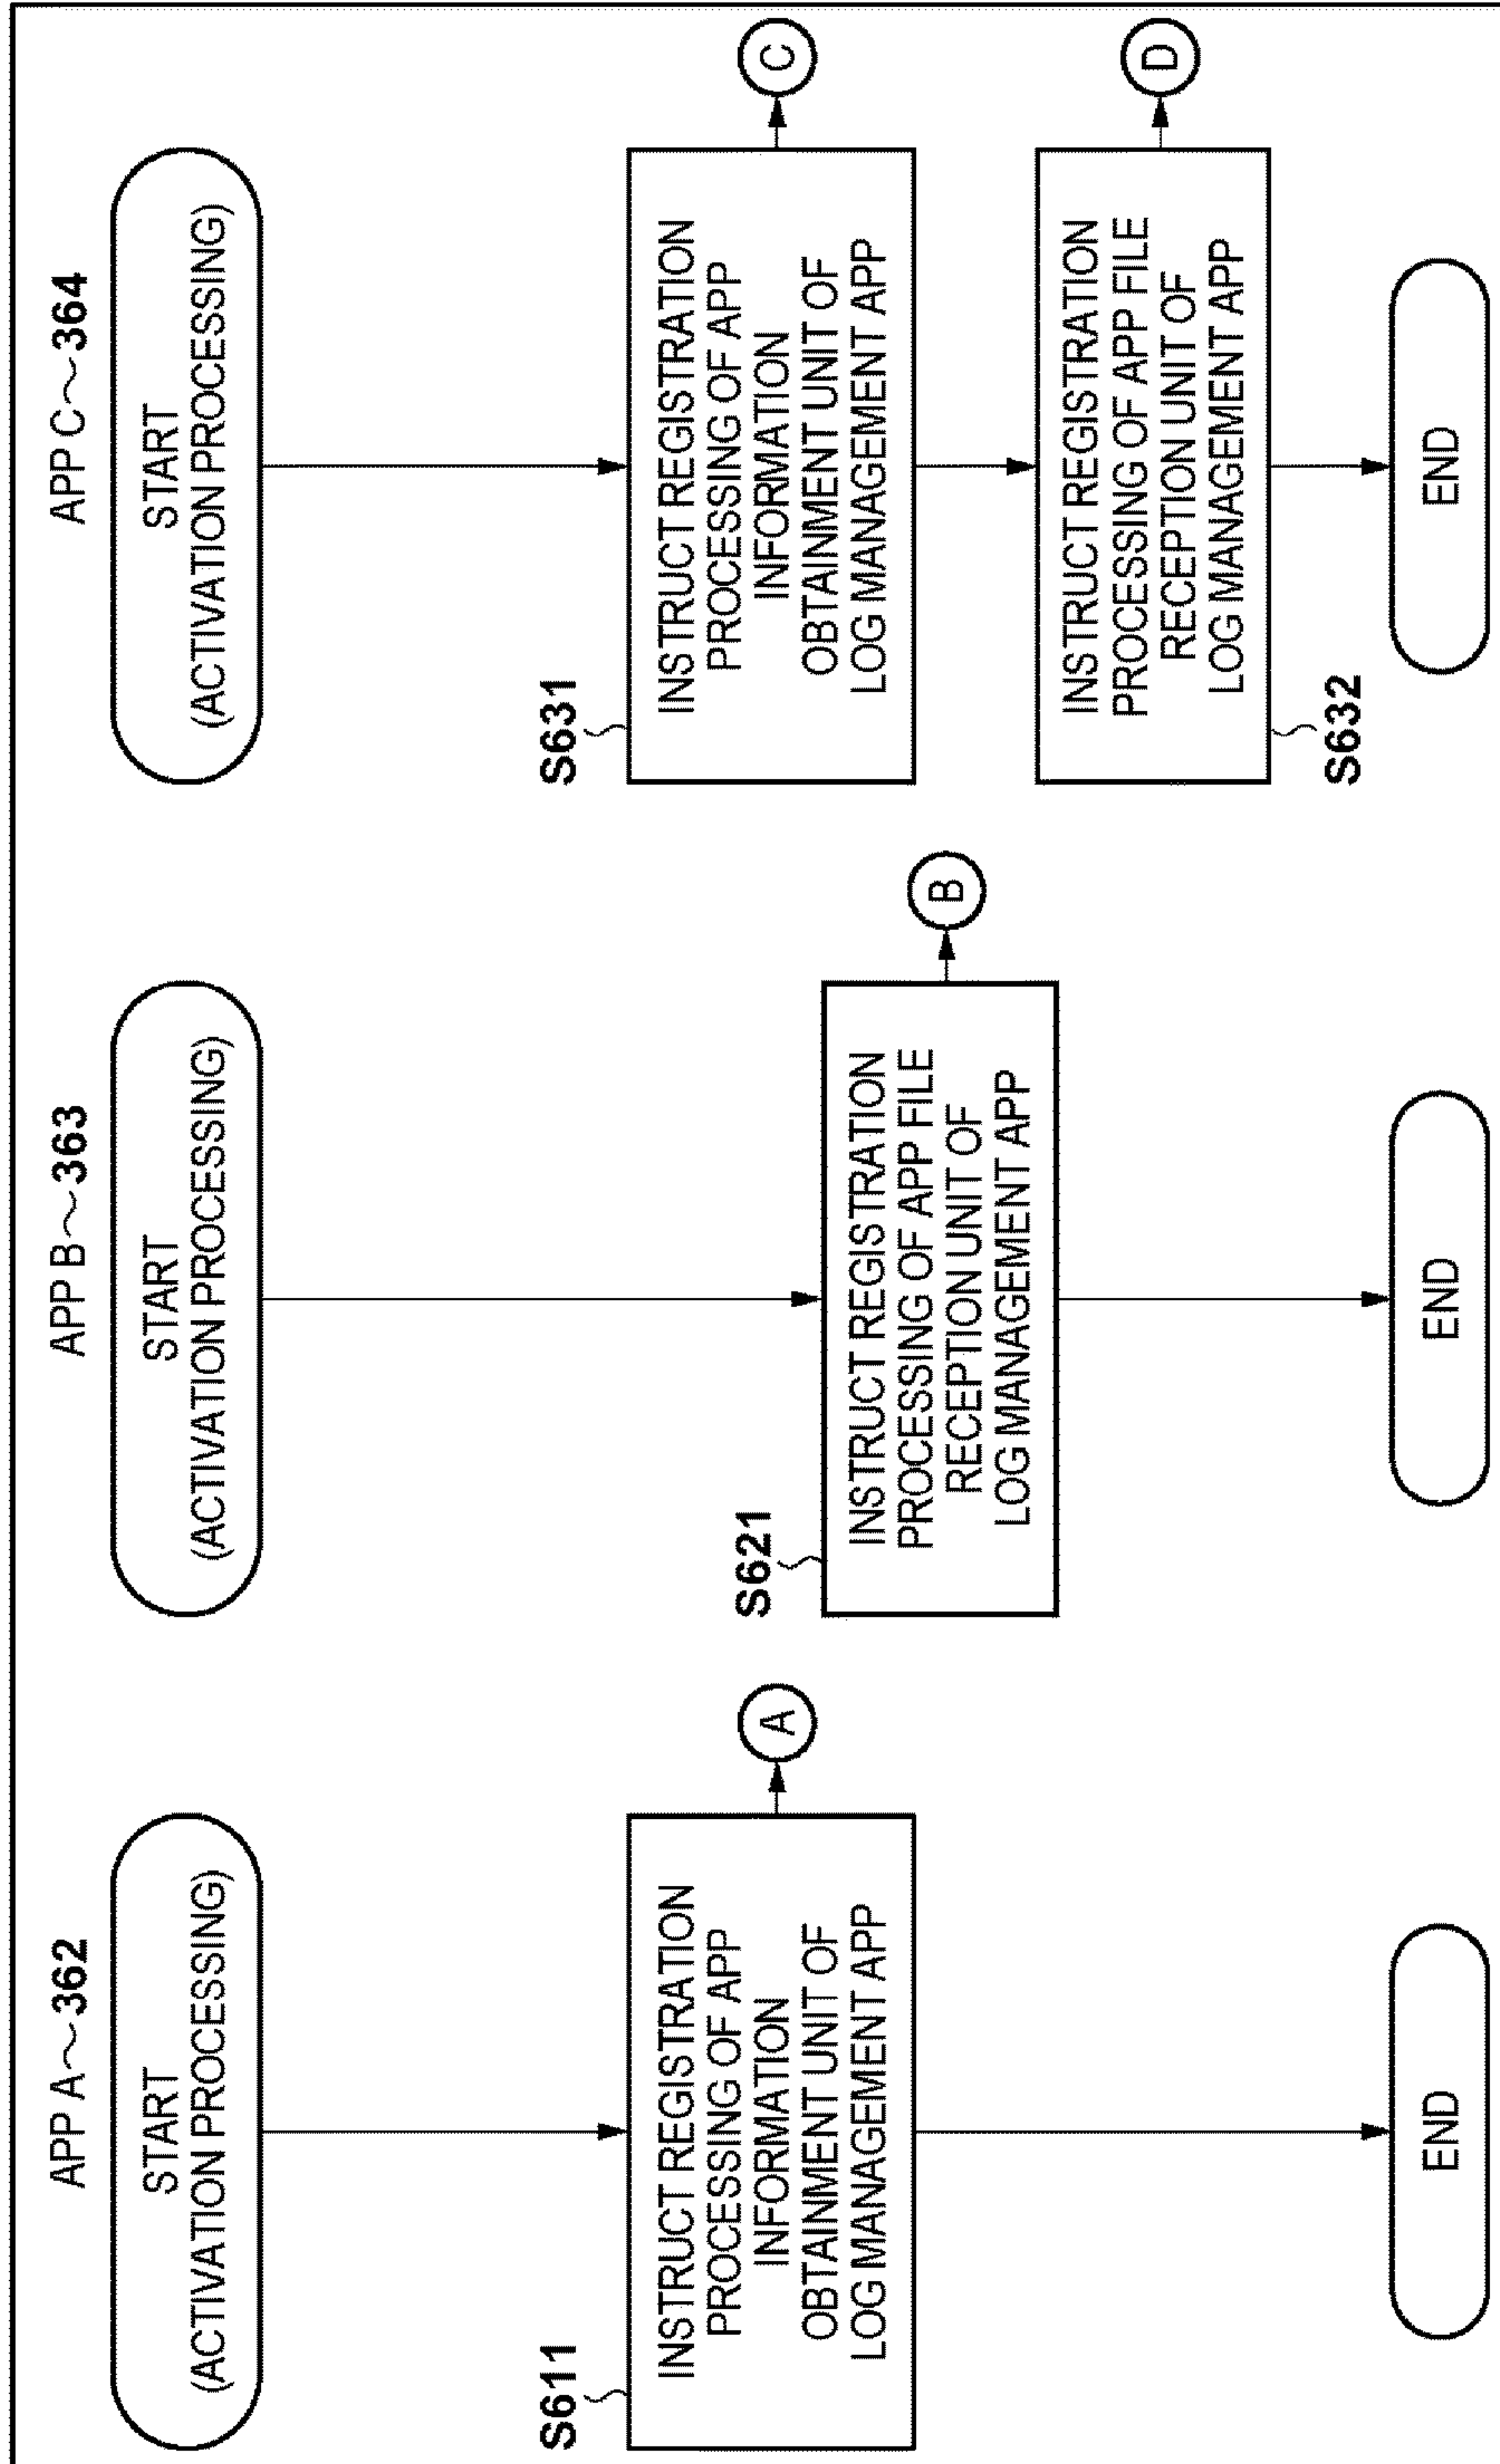 APP A~362
START
(ACTIVATION PROCESSING)
S611
INSTRUCT REGISTRATION
PROCESSING OF APP
INFORMATION
OBTAINMENT UNIT OF
LOG MANAGEMENT APP
A
END
APP B~363
START
(ACTIVATION PROCESSING)
S621
INSTRUCT REGISTRATION
PROCESSING OF APP FILE
RECEPTION UNIT OF
LOG MANAGEMENT APP
B
END
APP C~364
START
(ACTIVATION PROCESSING)
S631
INSTRUCT REGISTRATION
PROCESSING OF APP
INFORMATION
OBTAINMENT UNIT OF
LOG MANAGEMENT APP
C
INSTRUCT REGISTRATION
PROCESSING OF APP FILE
RECEPTION UNIT OF
LOG MANAGEMENT APP
D
S632
END